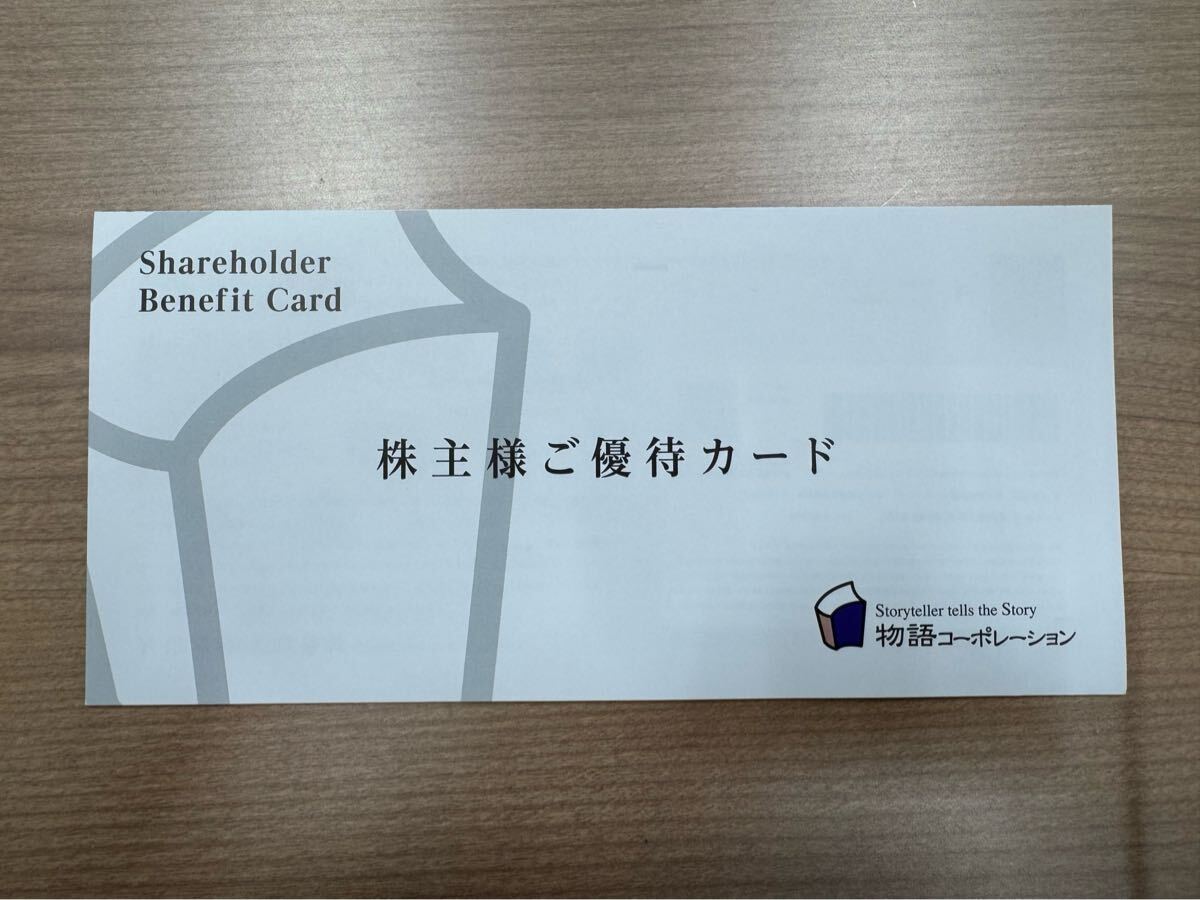 Shareholder
Benefit Card
株主様ご優待カード
Storyteller tells the Story
物語コーポレーション